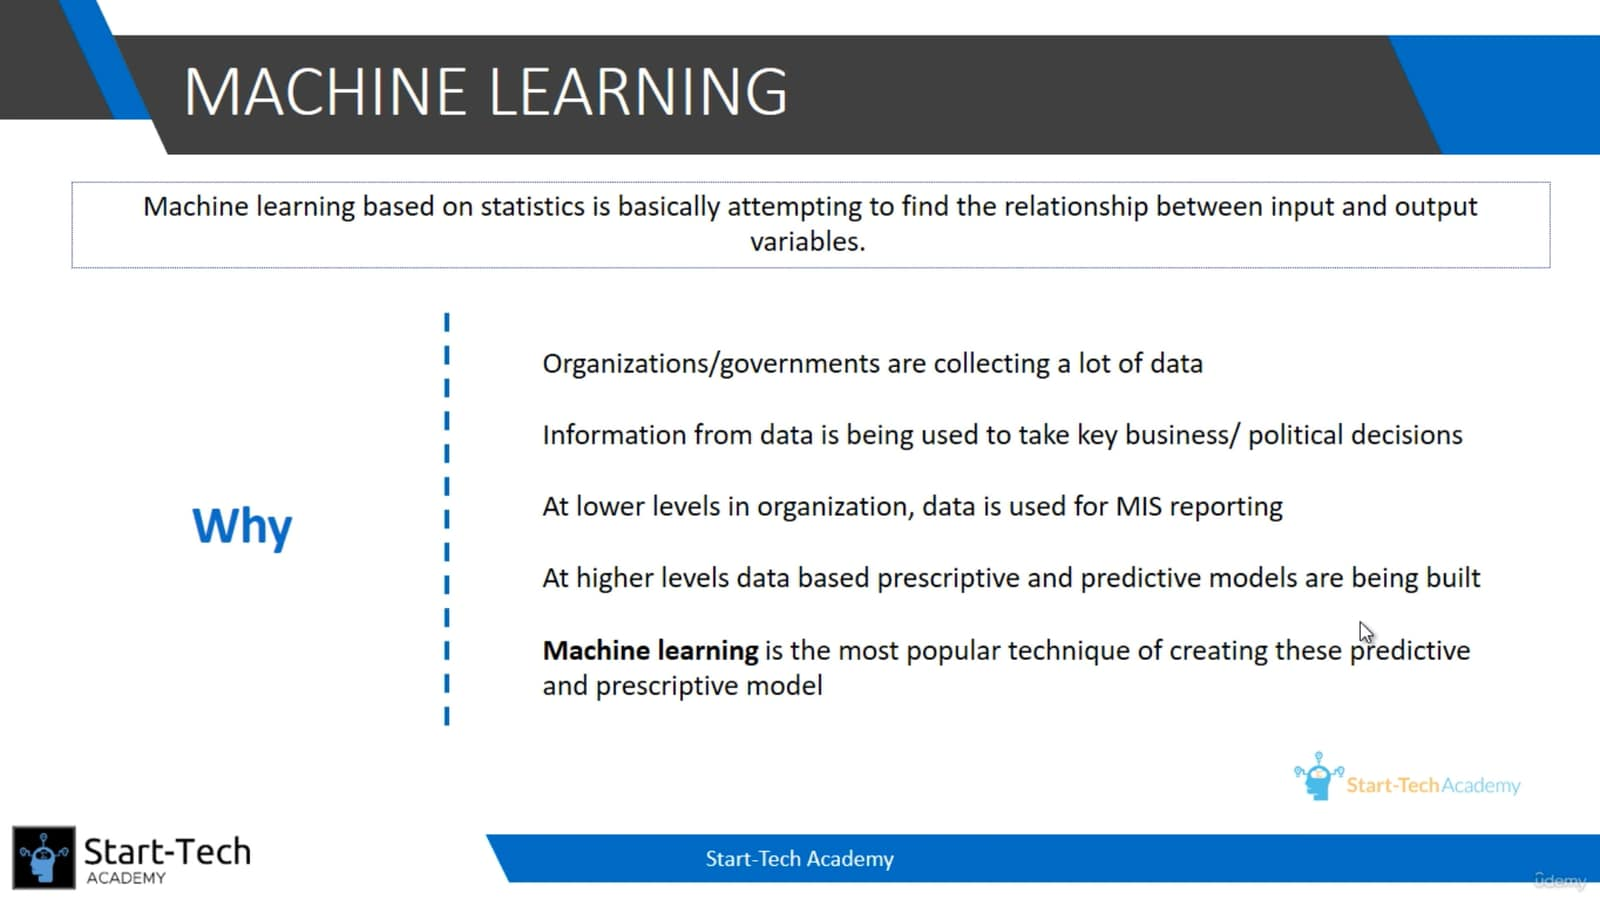 MACHINE LEARNING
Machine learning based on statistics is basically attempting to find the relationship between input and output
variables.
Why
Organizations/governments are collecting a lot of data
Information from data is being used to take key business/ political decisions
At lower levels in organization, data is used for MIS reporting
At higher levels data based prescriptive and predictive models are being built
Machine learning is the most popular technique of creating these predictive
and prescriptive model
Start-Tech Academy
Start-Tech
ACADEMY
Start-Tech Academy
udemy